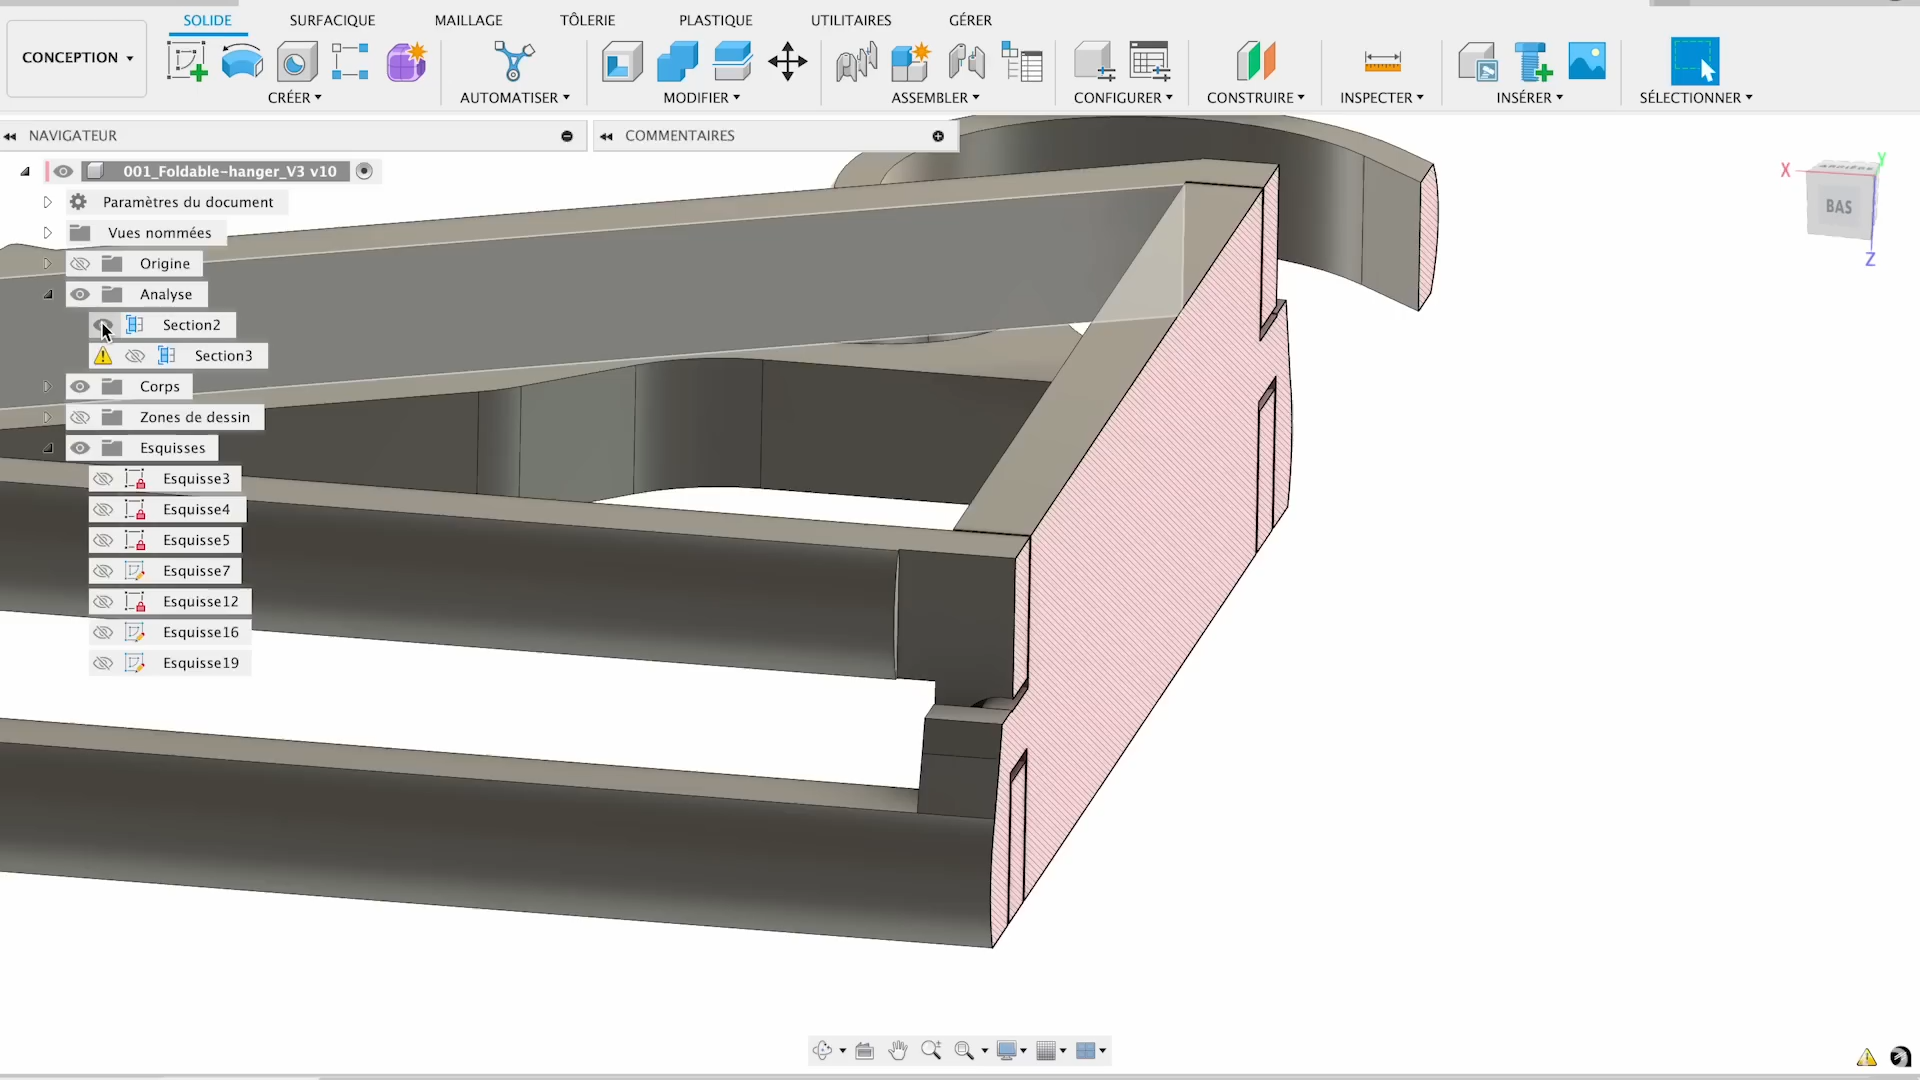 SOLIDE SURFACIQUE MAILLAGE TÔLERIE PLASTIQUE UTILITAIRES GÉRER
CONCEPTION
CRÉER AUTOMATISER MODIFIER ASSEMBLER CONFIGURER CONSTRUIRE INSPECTER INSÉRER SÉLECTIONNER
NAVIGATEUR COMMENTAIRES
001_Foldable-hanger_V3 v10
Paramètres du document
Vues nommées
Origine
Analyse
Section2
Section3
Corps
Zones de dessin
Esquisses
Esquisse3
Esquisse4
Esquisse5
Esquisse7
Esquisse12
Esquisse16
Esquisse19
X
Y
BAS
Z